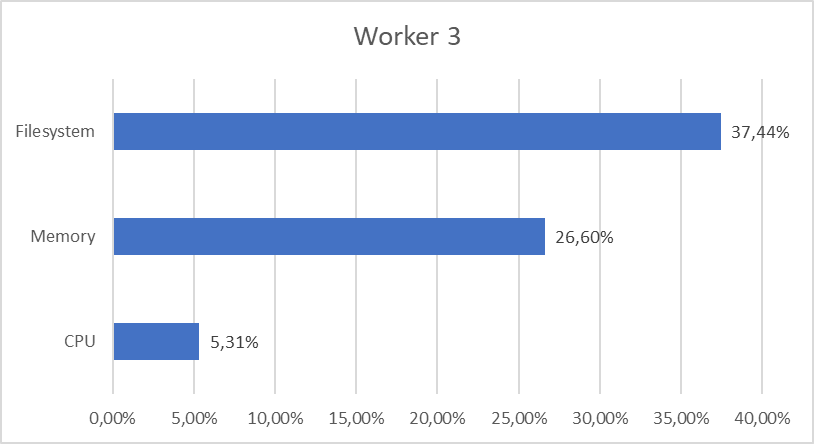 Worker 3
Filesystem
37,44%
Memory
26,60%
CPU
5,31%
0,00% 5,00% 10,00% 15,00% 20,00% 25,00% 30,00% 35,00% 40,00%